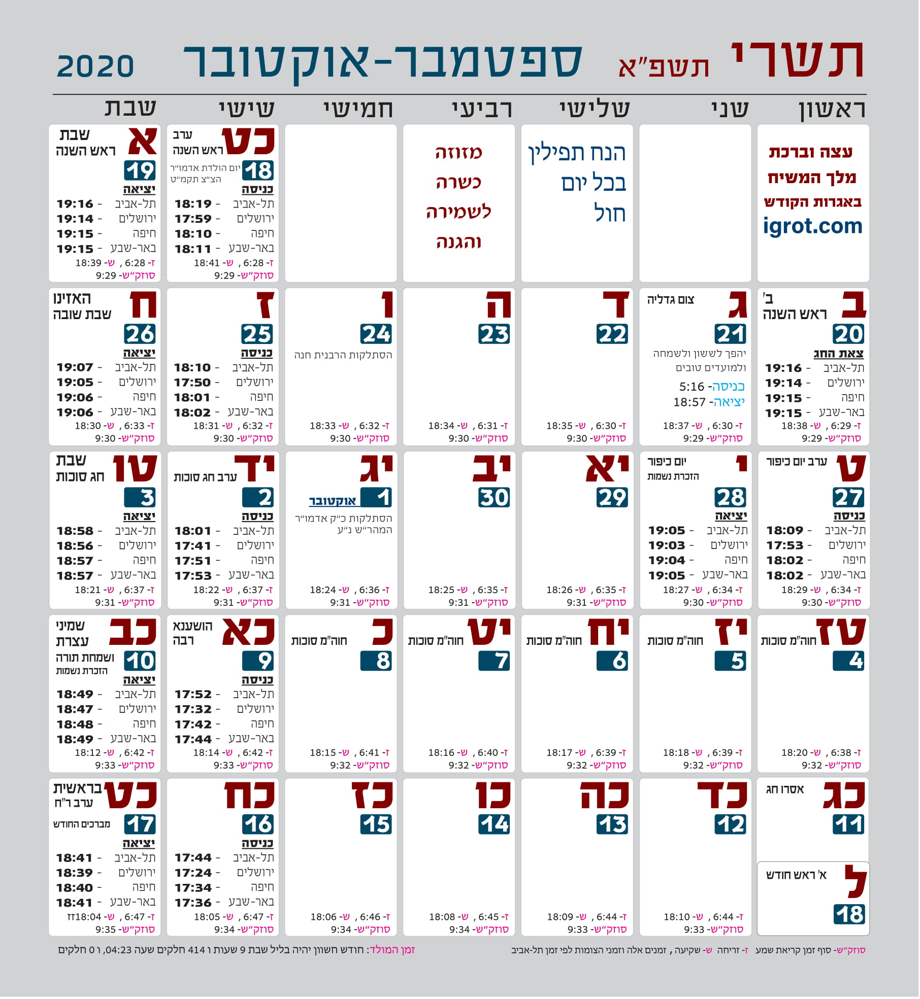 תשרי תשפ"א ספטמבר-אוקטובר 2020
ראשון שני שלישי רביעי חמישי שישי שבת
עצה וברכת
מלך המשיח
באגרות הקודש
igrot.com
הנח תפילין
בכל יום
חול
מזוזה
כשרה
לשמירה
והגנה
כט ערב
ראש השנה
18 יום הולדת אדמו"ר
הצ"צ תקמ"ט
כניסה
תל-אביב - 18:19
ירושלים - 17:59
חיפה - 18:10
באר-שבע - 18:11
ז- 6:28 , ש- 18:41
סוזק"ש- 9:29
א שבת
ראש השנה
19
יציאה
תל-אביב - 19:16
ירושלים - 19:14
חיפה - 19:15
באר-שבע - 19:15
ז- 6:28 , ש- 18:39
סוזק"ש- 9:29
ב ב'
ראש השנה
20
צאת החג
תל-אביב - 19:16
ירושלים - 19:14
חיפה - 19:15
באר-שבע - 19:15
ז- 6:29 , ש- 18:38
סוזק"ש- 9:29
ג צום גדליה
21
יהפך לששון ולשמחה
ולמועדים טובים
כניסה- 5:16
יציאה- 18:57
ז- 6:30 , ש- 18:37
סוזק"ש- 9:29
ד
22
ז- 6:30 , ש- 18:35
סוזק"ש- 9:30
ה
23
ז- 6:31 , ש- 18:34
סוזק"ש- 9:30
ו
24
הסתלקות הרבנית חנה
ז- 6:32 , ש- 18:33
סוזק"ש- 9:30
ז
25
כניסה
תל-אביב - 18:10
ירושלים - 17:50
חיפה - 18:01
באר-שבע - 18:02
ז- 6:32 , ש- 18:31
סוזק"ש- 9:30
ח האזינו
שבת שובה
26
יציאה
תל-אביב - 19:07
ירושלים - 19:05
חיפה - 19:06
באר-שבע - 19:06
ז- 6:33 , ש- 18:30
סוזק"ש- 9:30
ט ערב יום כיפור
27
כניסה
תל-אביב - 18:09
ירושלים - 17:53
חיפה - 18:02
באר-שבע - 18:02
ז- 6:34 , ש- 18:29
סוזק"ש- 9:30
י יום כיפור
הזכרת נשמות
28
יציאה
תל-אביב - 19:05
ירושלים - 19:03
חיפה - 19:04
באר-שבע - 19:05
ז- 6:34 , ש- 18:27
סוזק"ש- 9:30
יא
29
ז- 6:35 , ש- 18:26
סוזק"ש- 9:31
יב
30
ז- 6:35 , ש- 18:25
סוזק"ש- 9:31
יג
1 אוקטובר
הסתלקות כ"ק אדמו"ר
המהר"ש נ"ע
ז- 6:36 , ש- 18:24
סוזק"ש- 9:31
יד ערב חג סוכות
2
כניסה
תל-אביב - 18:01
ירושלים - 17:41
חיפה - 17:51
באר-שבע - 17:53
ז- 6:37 , ש- 18:22
סוזק"ש- 9:31
טו שבת
חג סוכות
3
יציאה
תל-אביב - 18:58
ירושלים - 18:56
חיפה - 18:57
באר-שבע - 18:57
ז- 6:37 , ש- 18:21
סוזק"ש- 9:31
טז חוה"מ סוכות
4
ז- 6:38 , ש- 18:20
סוזק"ש- 9:32
יז חוה"מ סוכות
5
ז- 6:39 , ש- 18:18
סוזק"ש- 9:32
יח חוה"מ סוכות
6
ז- 6:39 , ש- 18:17
סוזק"ש- 9:32
יט חוה"מ סוכות
7
ז- 6:40 , ש- 18:16
סוזק"ש- 9:32
כ חוה"מ סוכות
8
ז- 6:41 , ש- 18:15
סוזק"ש- 9:32
כא הושענא
רבה
9
כניסה
תל-אביב - 17:52
ירושלים - 17:32
חיפה - 17:42
באר-שבע - 17:44
ז- 6:42 , ש- 18:14
סוזק"ש- 9:33
כב שמיני
עצרת
10 ושמחת תורה
הזכרת נשמות
יציאה
תל-אביב - 18:49
ירושלים - 18:47
חיפה - 18:48
באר-שבע - 18:49
ז- 6:42 , ש- 18:12
סוזק"ש- 9:33
כג אסרו חג
11
ל א' ראש חודש
18
כד
12
ז- 6:44 , ש- 18:10
סוזק"ש- 9:33
כה
13
ז- 6:44 , ש- 18:09
סוזק"ש- 9:33
כו
14
ז- 6:45 , ש- 18:08
סוזק"ש- 9:34
כז
15
ז- 6:46 , ש- 18:06
סוזק"ש- 9:34
כח
16
כניסה
תל-אביב - 17:44
ירושלים - 17:24
חיפה - 17:34
באר-שבע - 17:36
ז- 6:47 , ש- 18:05
סוזק"ש- 9:34
כט בראשית
ערב ר"ח
17 מברכים החודש
יציאה
תל-אביב - 18:41
ירושלים - 18:39
חיפה - 18:40
באר-שבע - 18:41
ז- 6:47 , ש- 18:04זז
סוזק"ש- 9:35
סוזק"ש- סוף זמן קריאת שמע ז- זריחה ש- שקיעה , זמנים אלה וזמני הצומות לפי זמן תל-אביב
זמן המולד: חודש חשוון יהיה בליל שבת 9 שעות ו 414 חלקים שעה 04:23, ו 0 חלקים